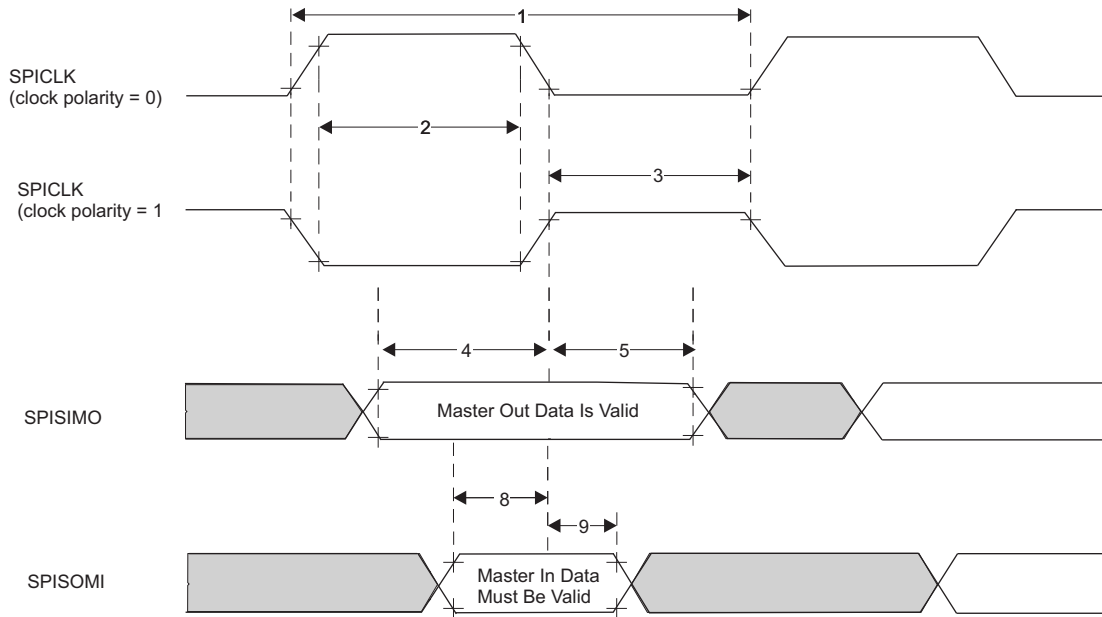 1
SPICLK
(clock polarity = 0)
2
3
SPICLK
(clock polarity = 1
4
5
SPISIMO
Master Out Data Is Valid
8
9
SPISOMI
Master In Data
Must Be Valid